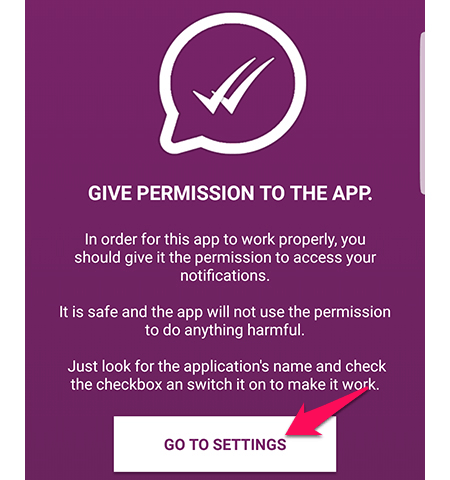 GIVE PERMISSION TO THE APP.
In order for this app to work properly, you
should give it the permission to access your
notifications.
It is safe and the app will not use the permission
to do anything harmful.
Just look for the application's name and check
the checkbox an switch it on to make it work.
GO TO SETTINGS